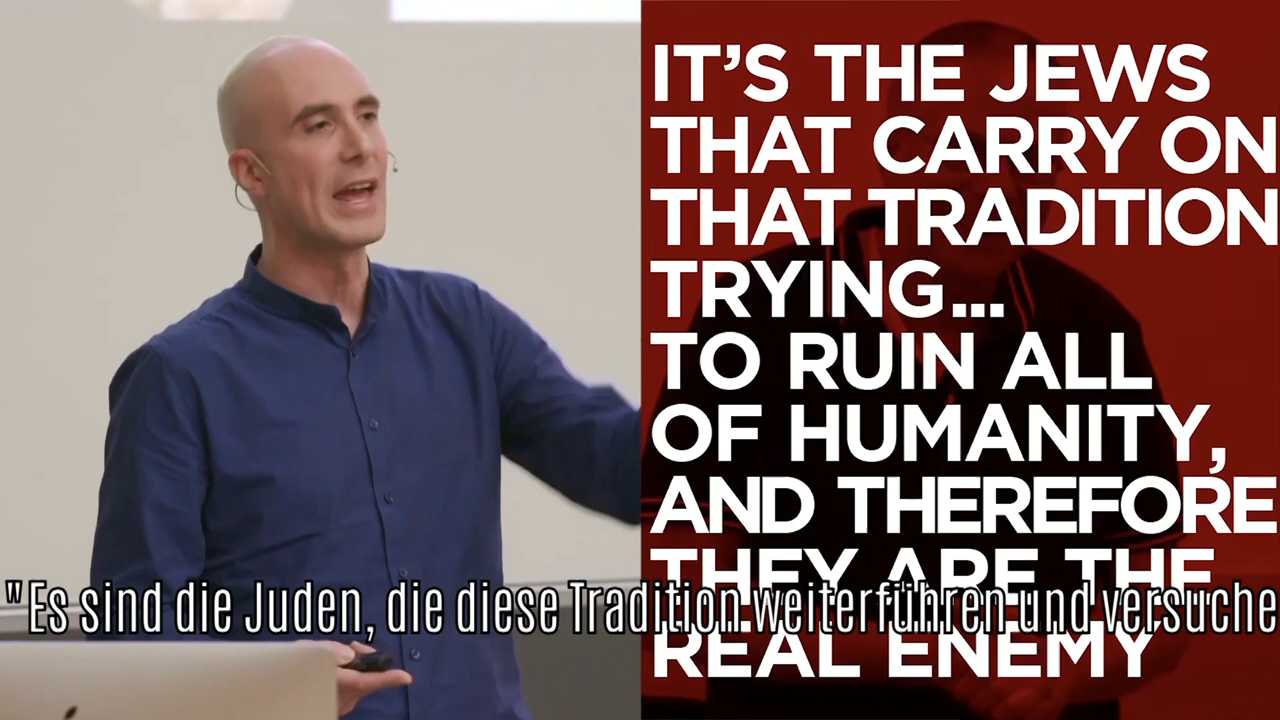 IT'S THE JEWS
THAT CARRY ON
THAT TRADITION
TRYING...
TO RUIN ALL
OF HUMANITY,
AND THEREFORE
THEY ARE THE
REAL ENEMY
"Es sind die Juden, die diese Tradition weiterführen und versuche